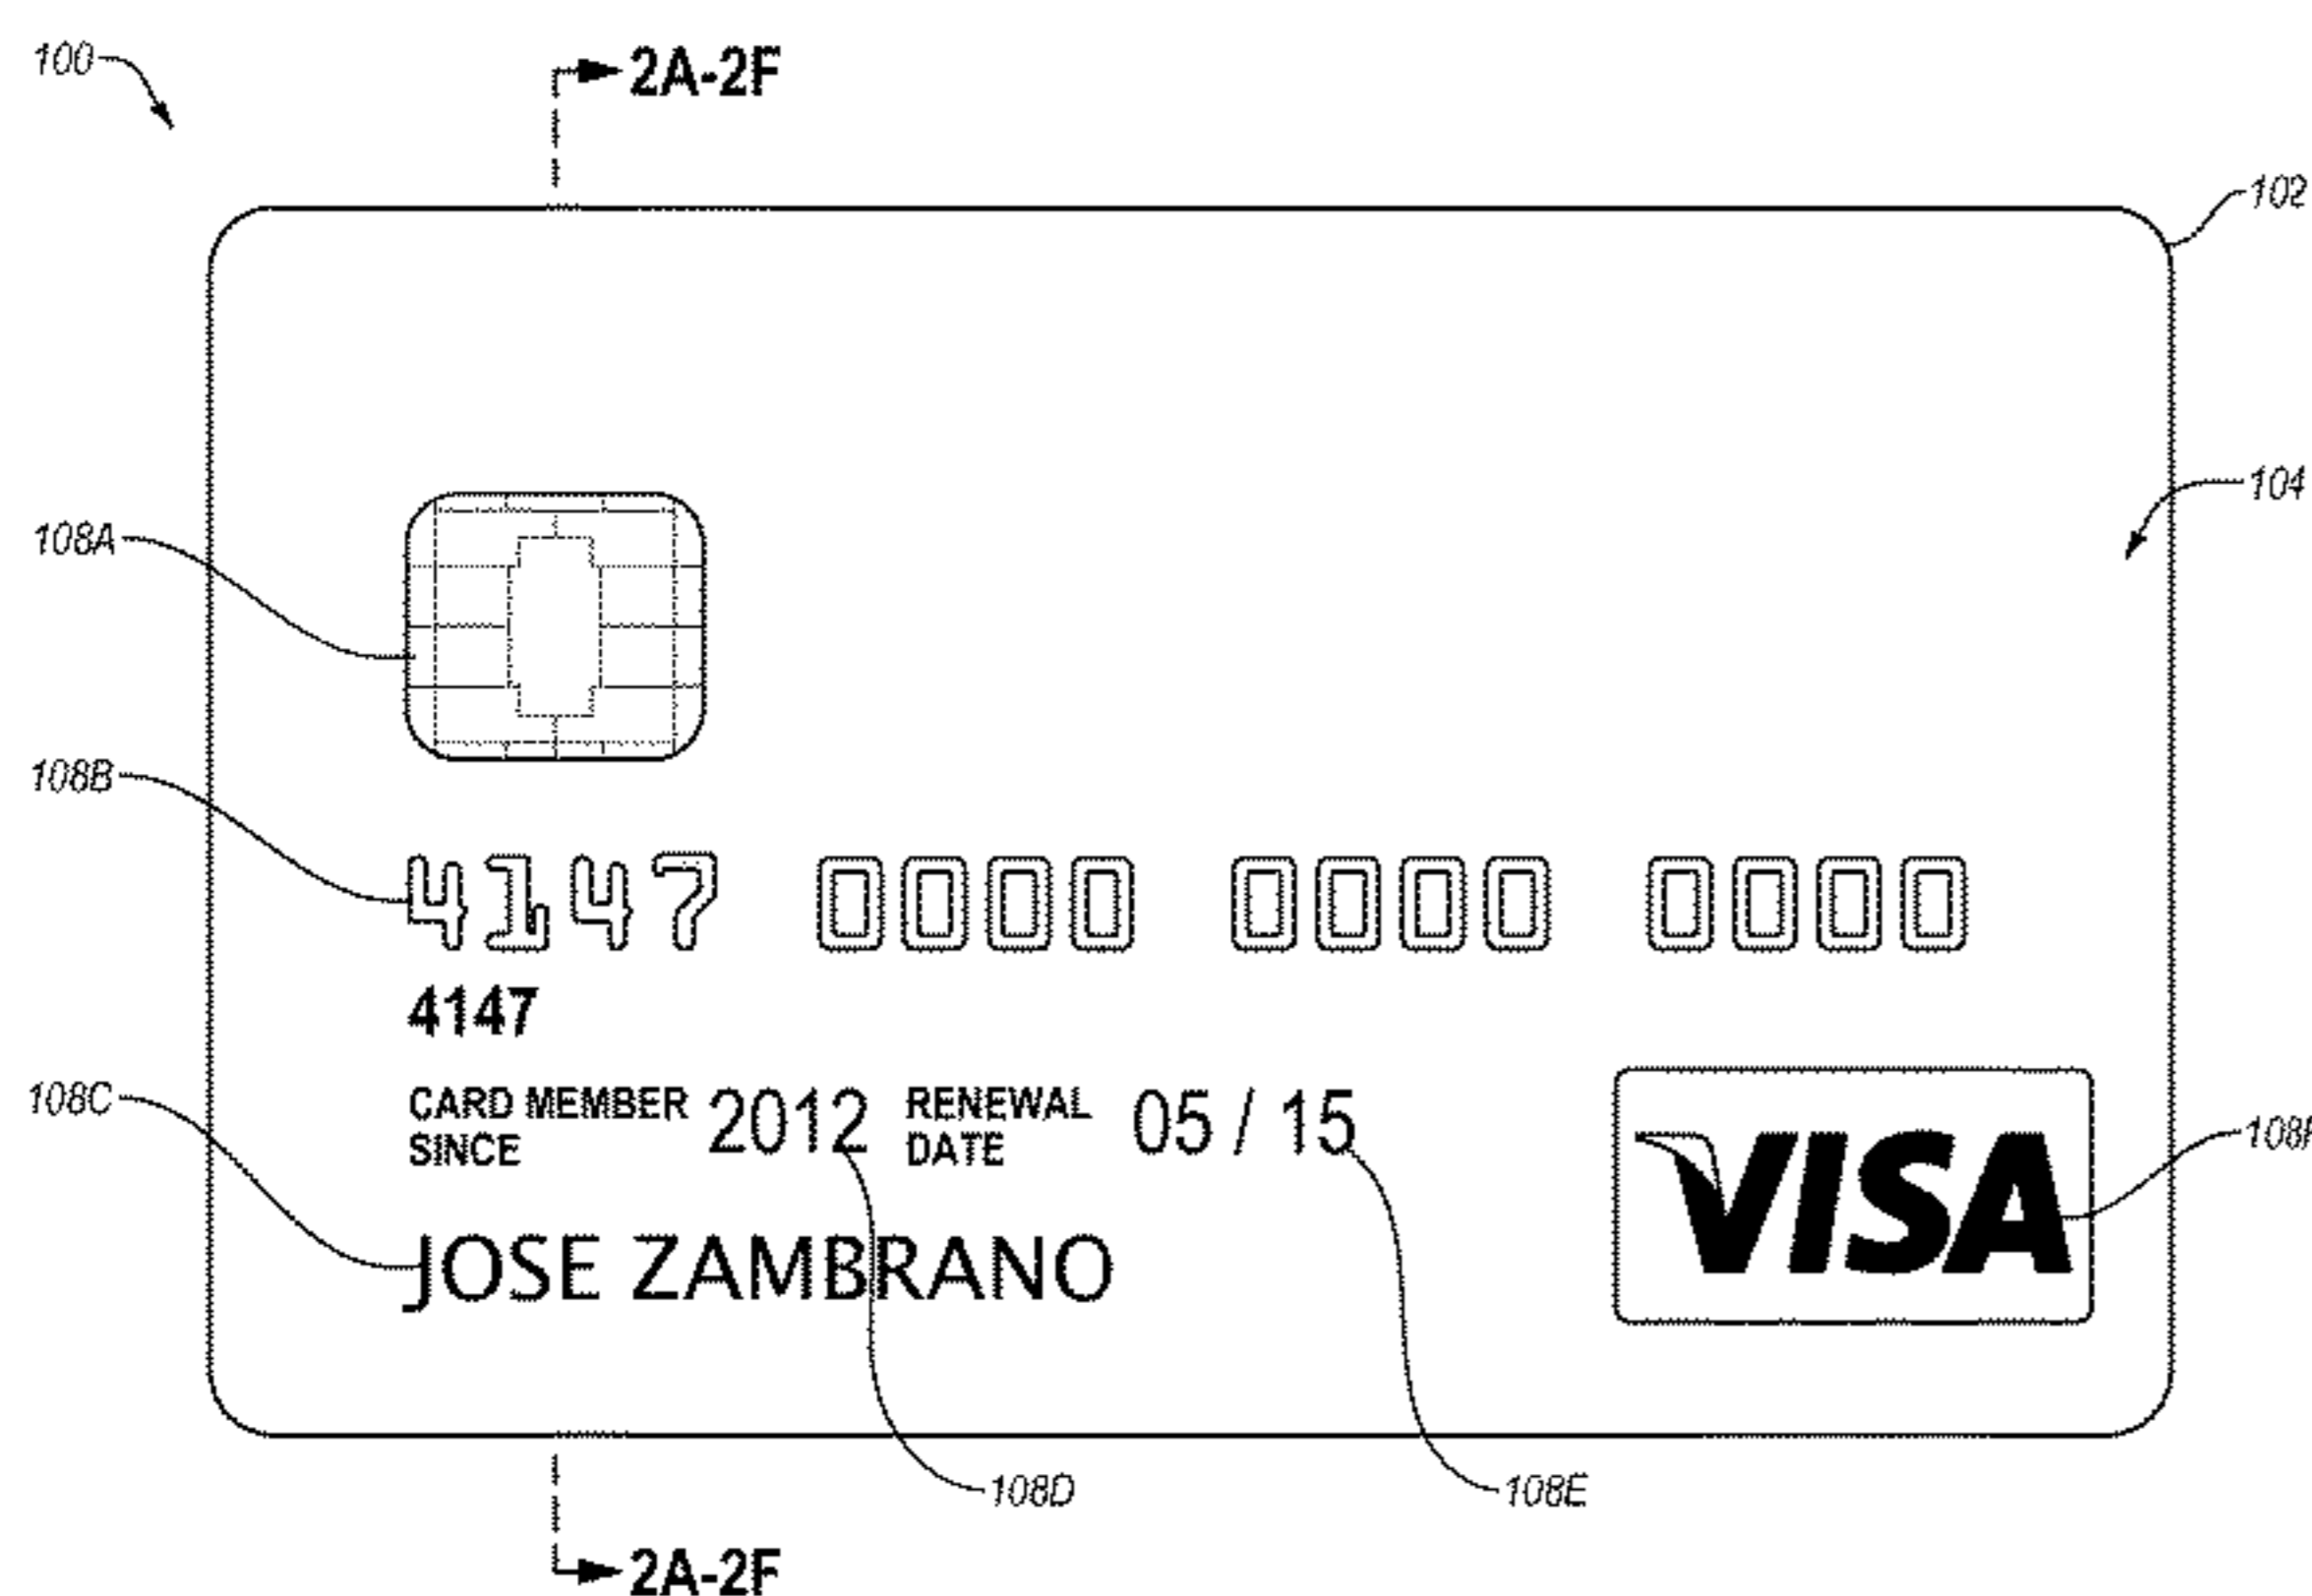 100
2A-2F
102
104
108A
108B
4147 0000 0000 0000
4147
108C
CARD MEMBER SINCE 2012 RENEWAL DATE 05 / 15
VISA
108F
JOSE ZAMBRANO
108D
108E
2A-2F